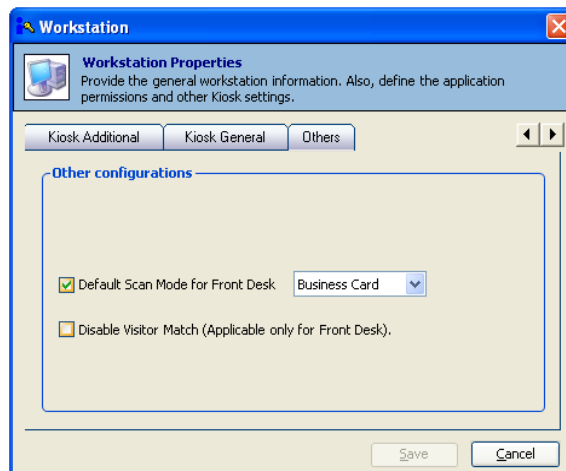 Workstation
Workstation Properties
Provide the general workstation information. Also, define the application
permissions and other Kiosk settings.
Kiosk Additional Kiosk General Others
Other configurations
Default Scan Mode for Front Desk Business Card
Disable Visitor Match (Applicable only for Front Desk).
Save Cancel